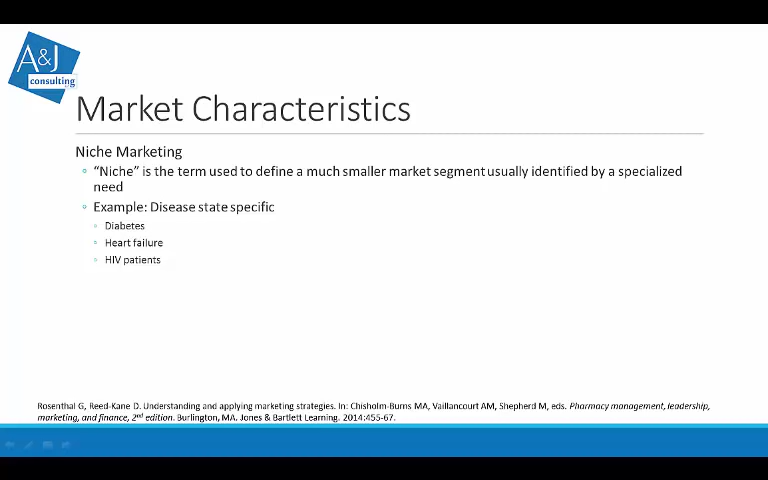 A&J
consulting
Market Characteristics
Niche Marketing
“Niche” is the term used to define a much smaller market segment usually identified by a specialized
need
Example: Disease state specific
Diabetes
Heart failure
HIV patients
Rosenthal G, Reed-Kane D. Understanding and applying marketing strategies. In: Chisholm-Burns MA, Vaillancourt AM, Shepherd M, eds. Pharmacy management, leadership,
marketing, and finance, 2nd edition. Burlington, MA. Jones & Bartlett Learning. 2014:455-67.